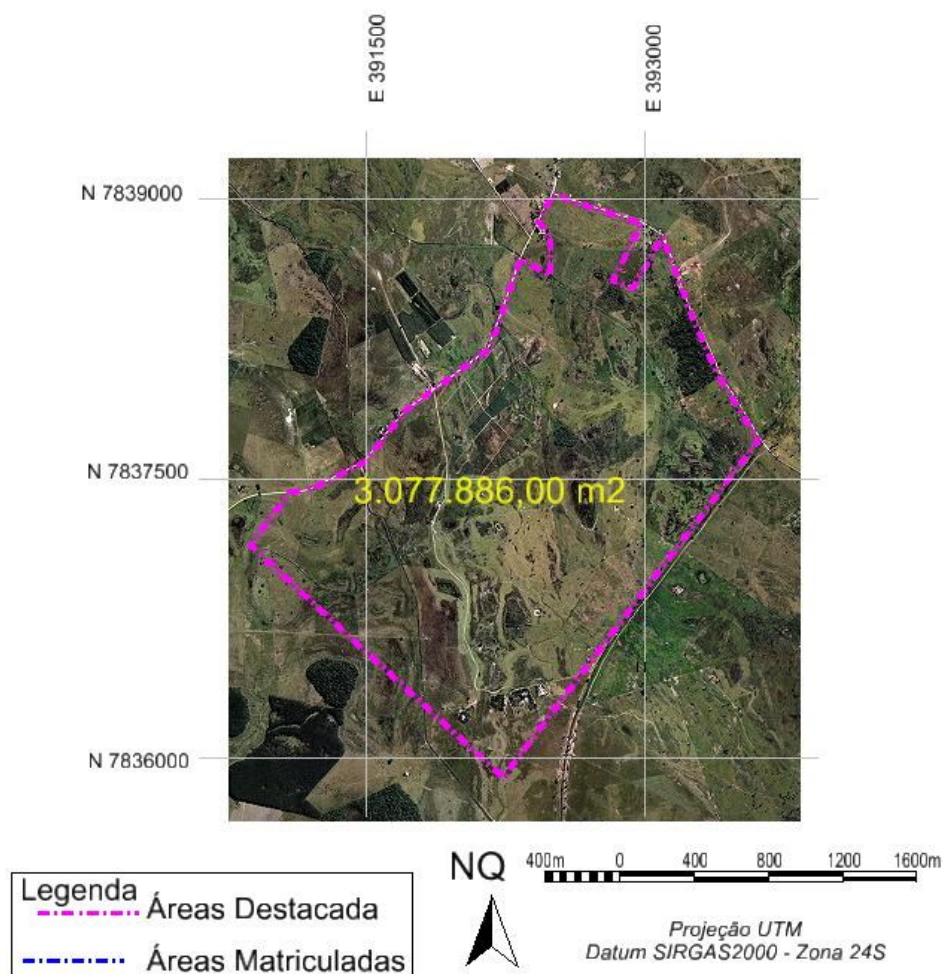 E 391500
E 393000
N 7839000
N 7837500
3.077.886,00 m2
N 7836000
Legenda
Áreas Destacada
Áreas Matriculadas
NQ
400m 0 400 800 1200 1600m
Projeção UTM
Datum SIRGAS2000 - Zona 24S